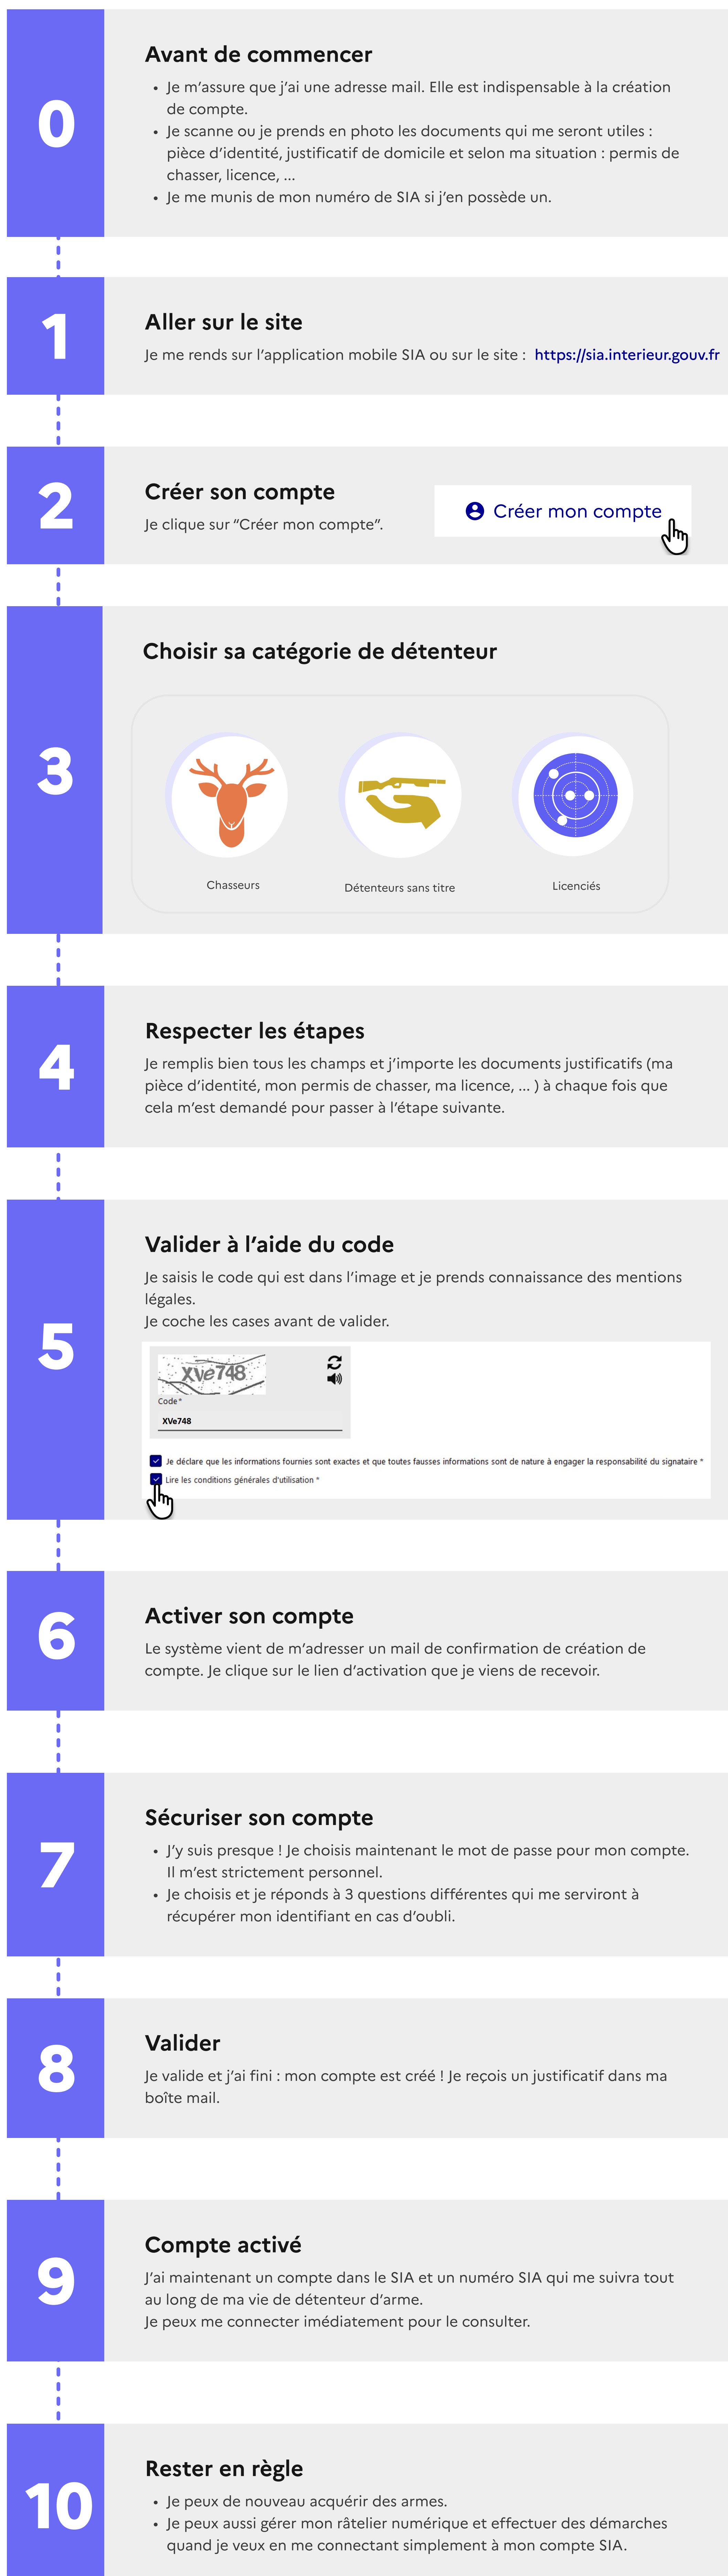 0
Avant de commencer
• Je m’assure que j’ai une adresse mail. Elle est indispensable à la création
de compte.
• Je scanne ou je prends en photo les documents qui me seront utiles :
pièce d’identité, justificatif de domicile et selon ma situation : permis de
chasser, licence, ...
• Je me munis de mon numéro de SIA si j’en possède un.
1
Aller sur le site
Je me rends sur l’application mobile SIA ou sur le site : https://sia.interieur.gouv.fr
2
Créer son compte
Je clique sur “Créer mon compte”.
Créer mon compte
3
Choisir sa catégorie de détenteur
Chasseurs
Détenteurs sans titre
Licenciés
4
Respecter les étapes
Je remplis bien tous les champs et j’importe les documents justificatifs (ma
pièce d’identité, mon permis de chasser, ma licence, ... ) à chaque fois que
cela m’est demandé pour passer à l’étape suivante.
5
Valider à l’aide du code
Je saisis le code qui est dans l’image et je prends connaissance des mentions
légales.
Je coche les cases avant de valider.
XVe748
Code*
XVe748
Je déclare que les informations fournies sont exactes et que toutes fausses informations sont de nature à engager la responsabilité du signataire *
Lire les conditions générales d'utilisation *
6
Activer son compte
Le système vient de m’adresser un mail de confirmation de création de
compte. Je clique sur le lien d’activation que je viens de recevoir.
7
Sécuriser son compte
• J’y suis presque ! Je choisis maintenant le mot de passe pour mon compte.
Il m’est strictement personnel.
• Je choisis et je réponds à 3 questions différentes qui me serviront à
récupérer mon identifiant en cas d’oubli.
8
Valider
Je valide et j’ai fini : mon compte est créé ! Je reçois un justificatif dans ma
boîte mail.
9
Compte activé
J’ai maintenant un compte dans le SIA et un numéro SIA qui me suivra tout
au long de ma vie de détenteur d’arme.
Je peux me connecter imédiatement pour le consulter.
10
Rester en règle
• Je peux de nouveau acquérir des armes.
• Je peux aussi gérer mon râtelier numérique et effectuer des démarches
quand je veux en me connectant simplement à mon compte SIA.